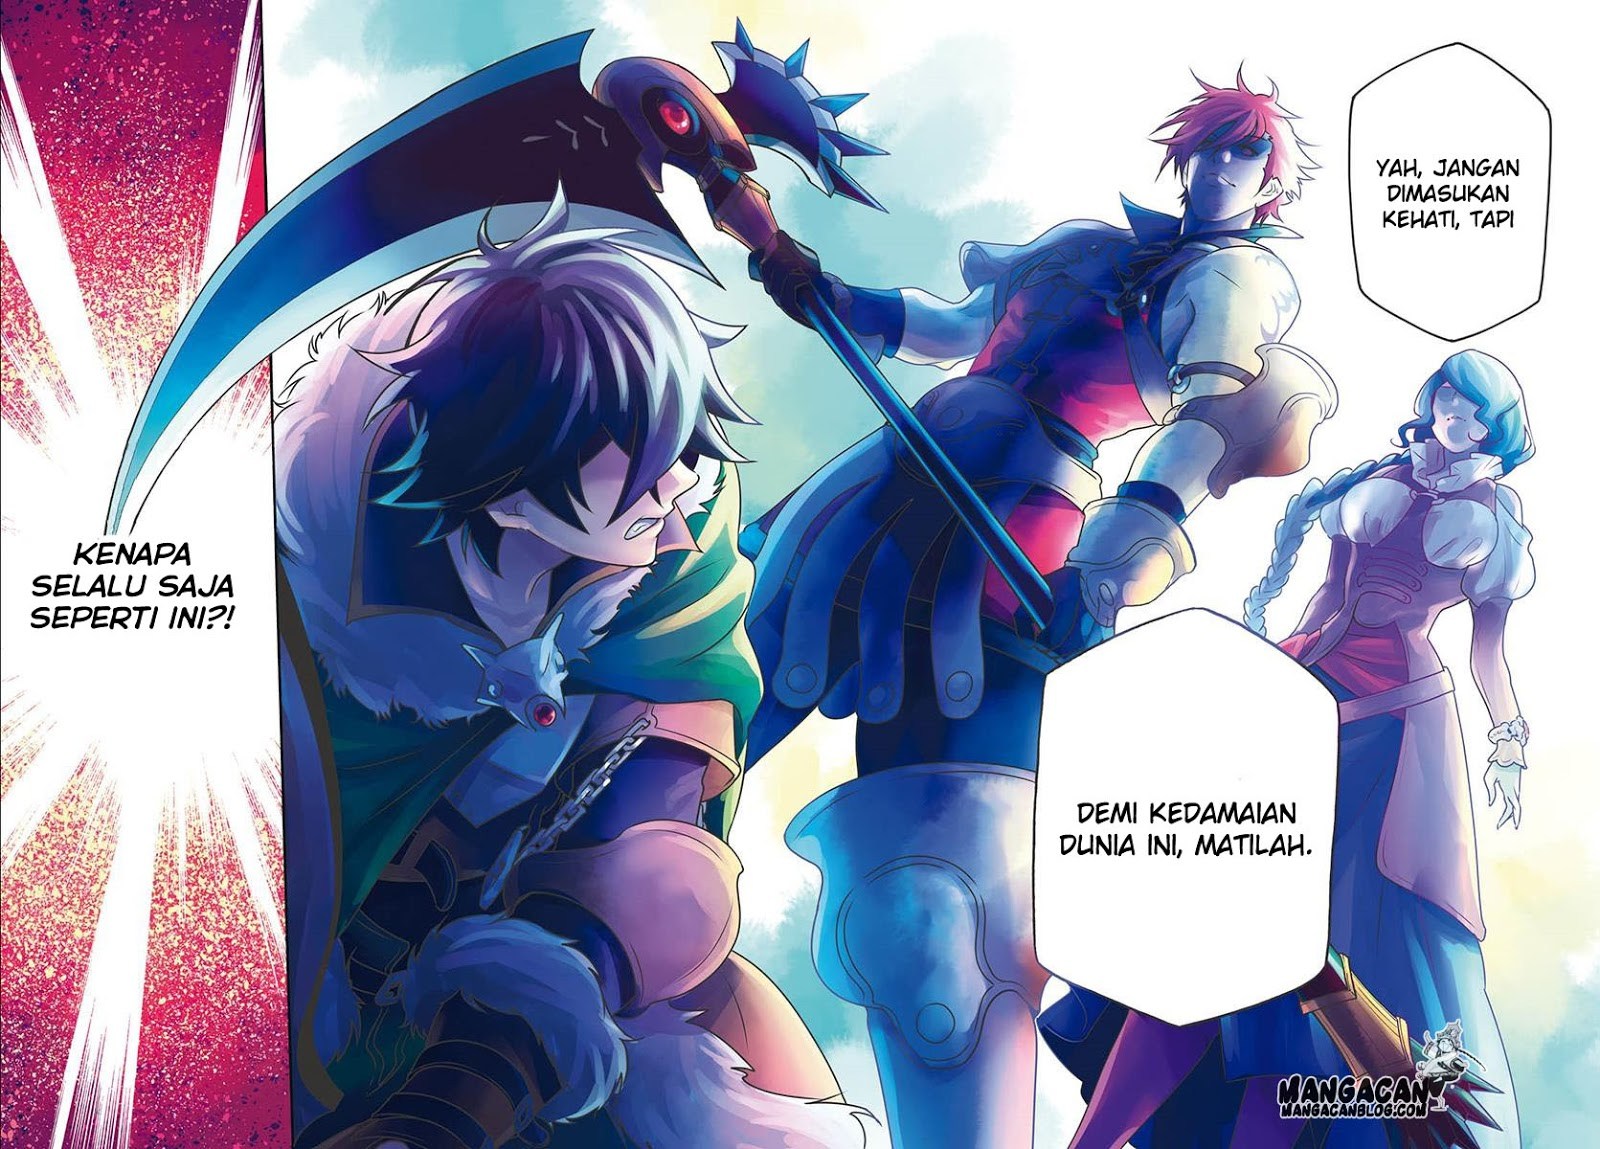 YAH, JANGAN
DIMASUKAN
KEHATI, TAPI
DEMI KEDAMAIAN
DUNIA INI, MATILAH.
KENAPA
SELALU SAJA
SEPERTI INI?!
MANGACAN
MANGACANBLOG.COM